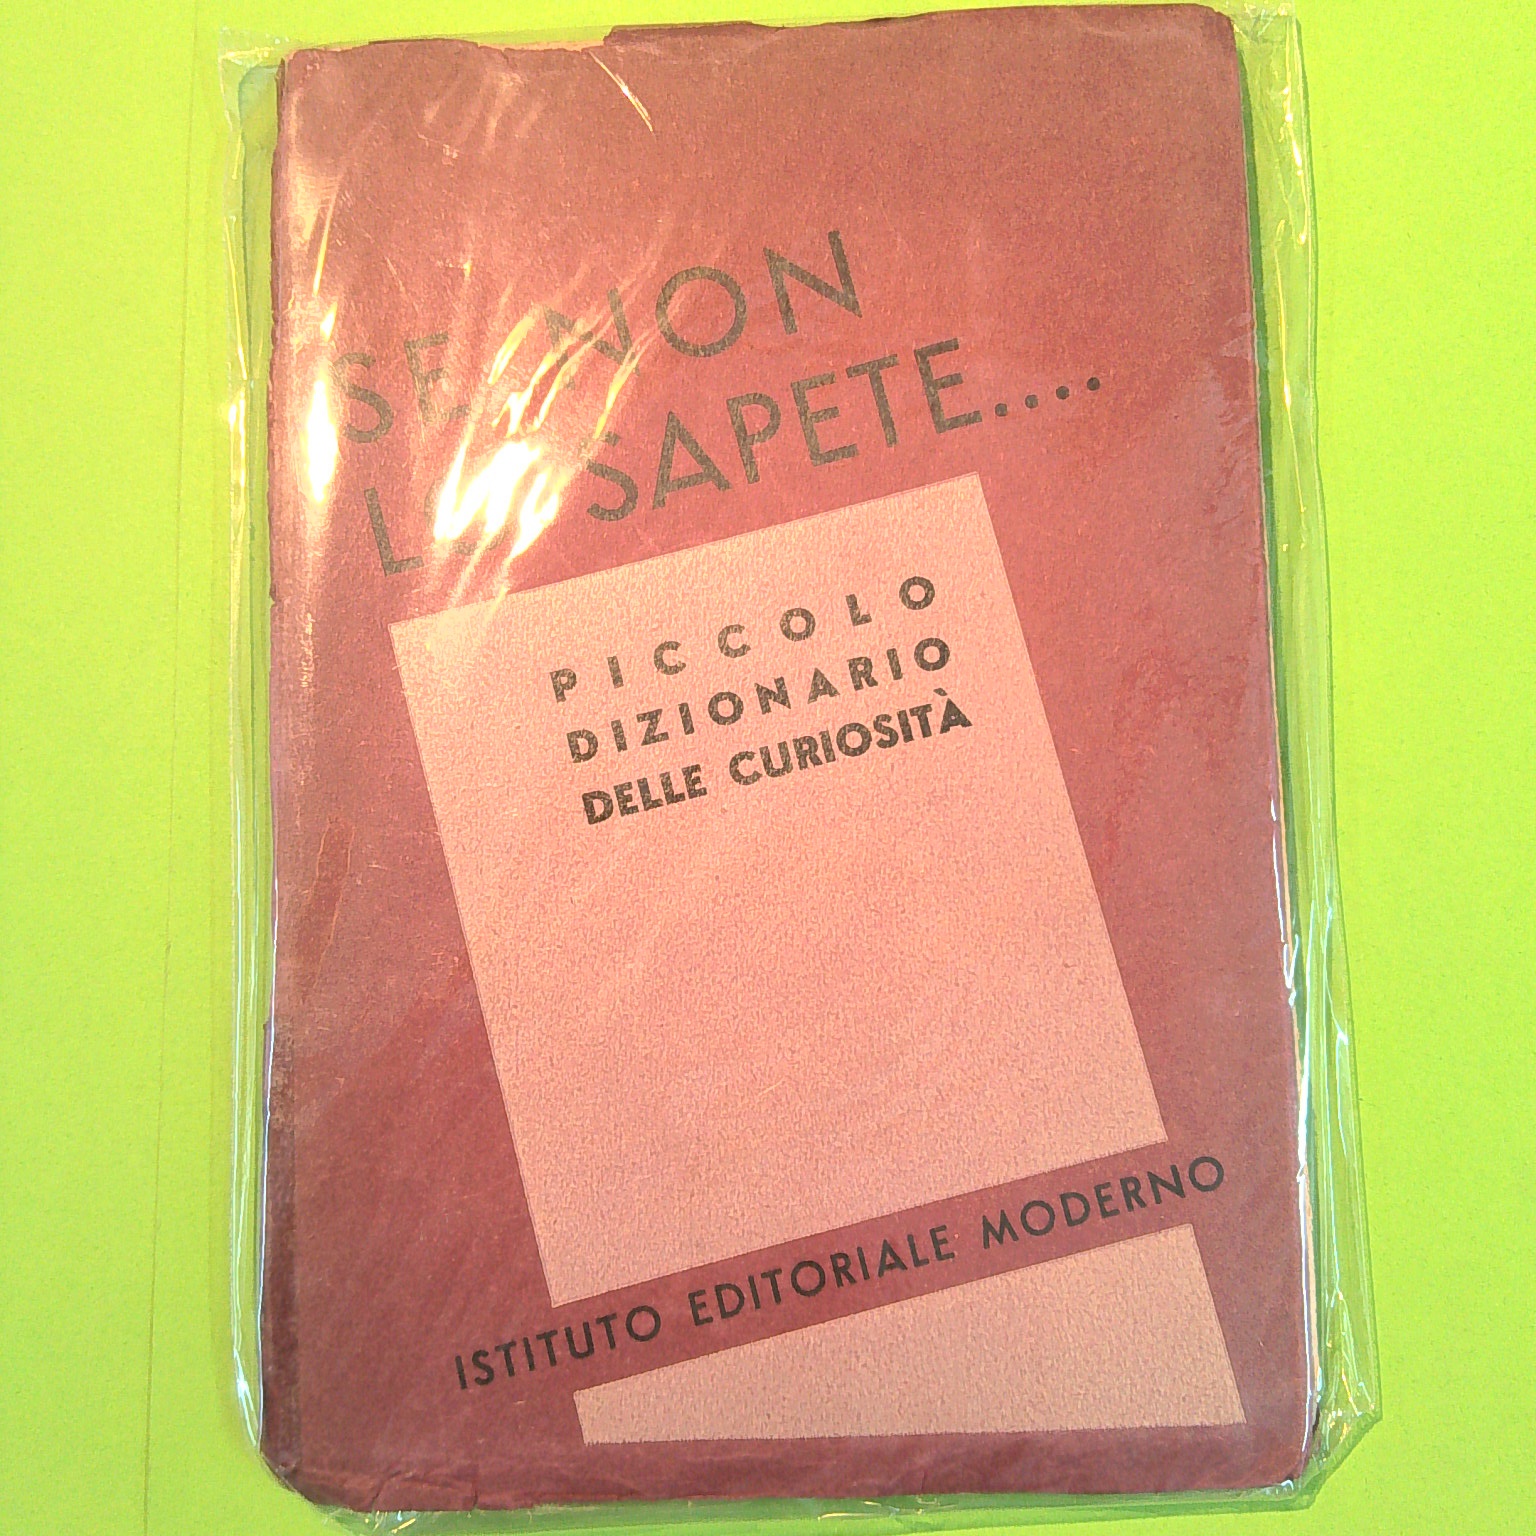 SE NON
LO SAPETE....
PICCOLO
DIZIONARIO
DELLE CURIOSITÀ
ISTITUTO EDITORIALE MODERNO